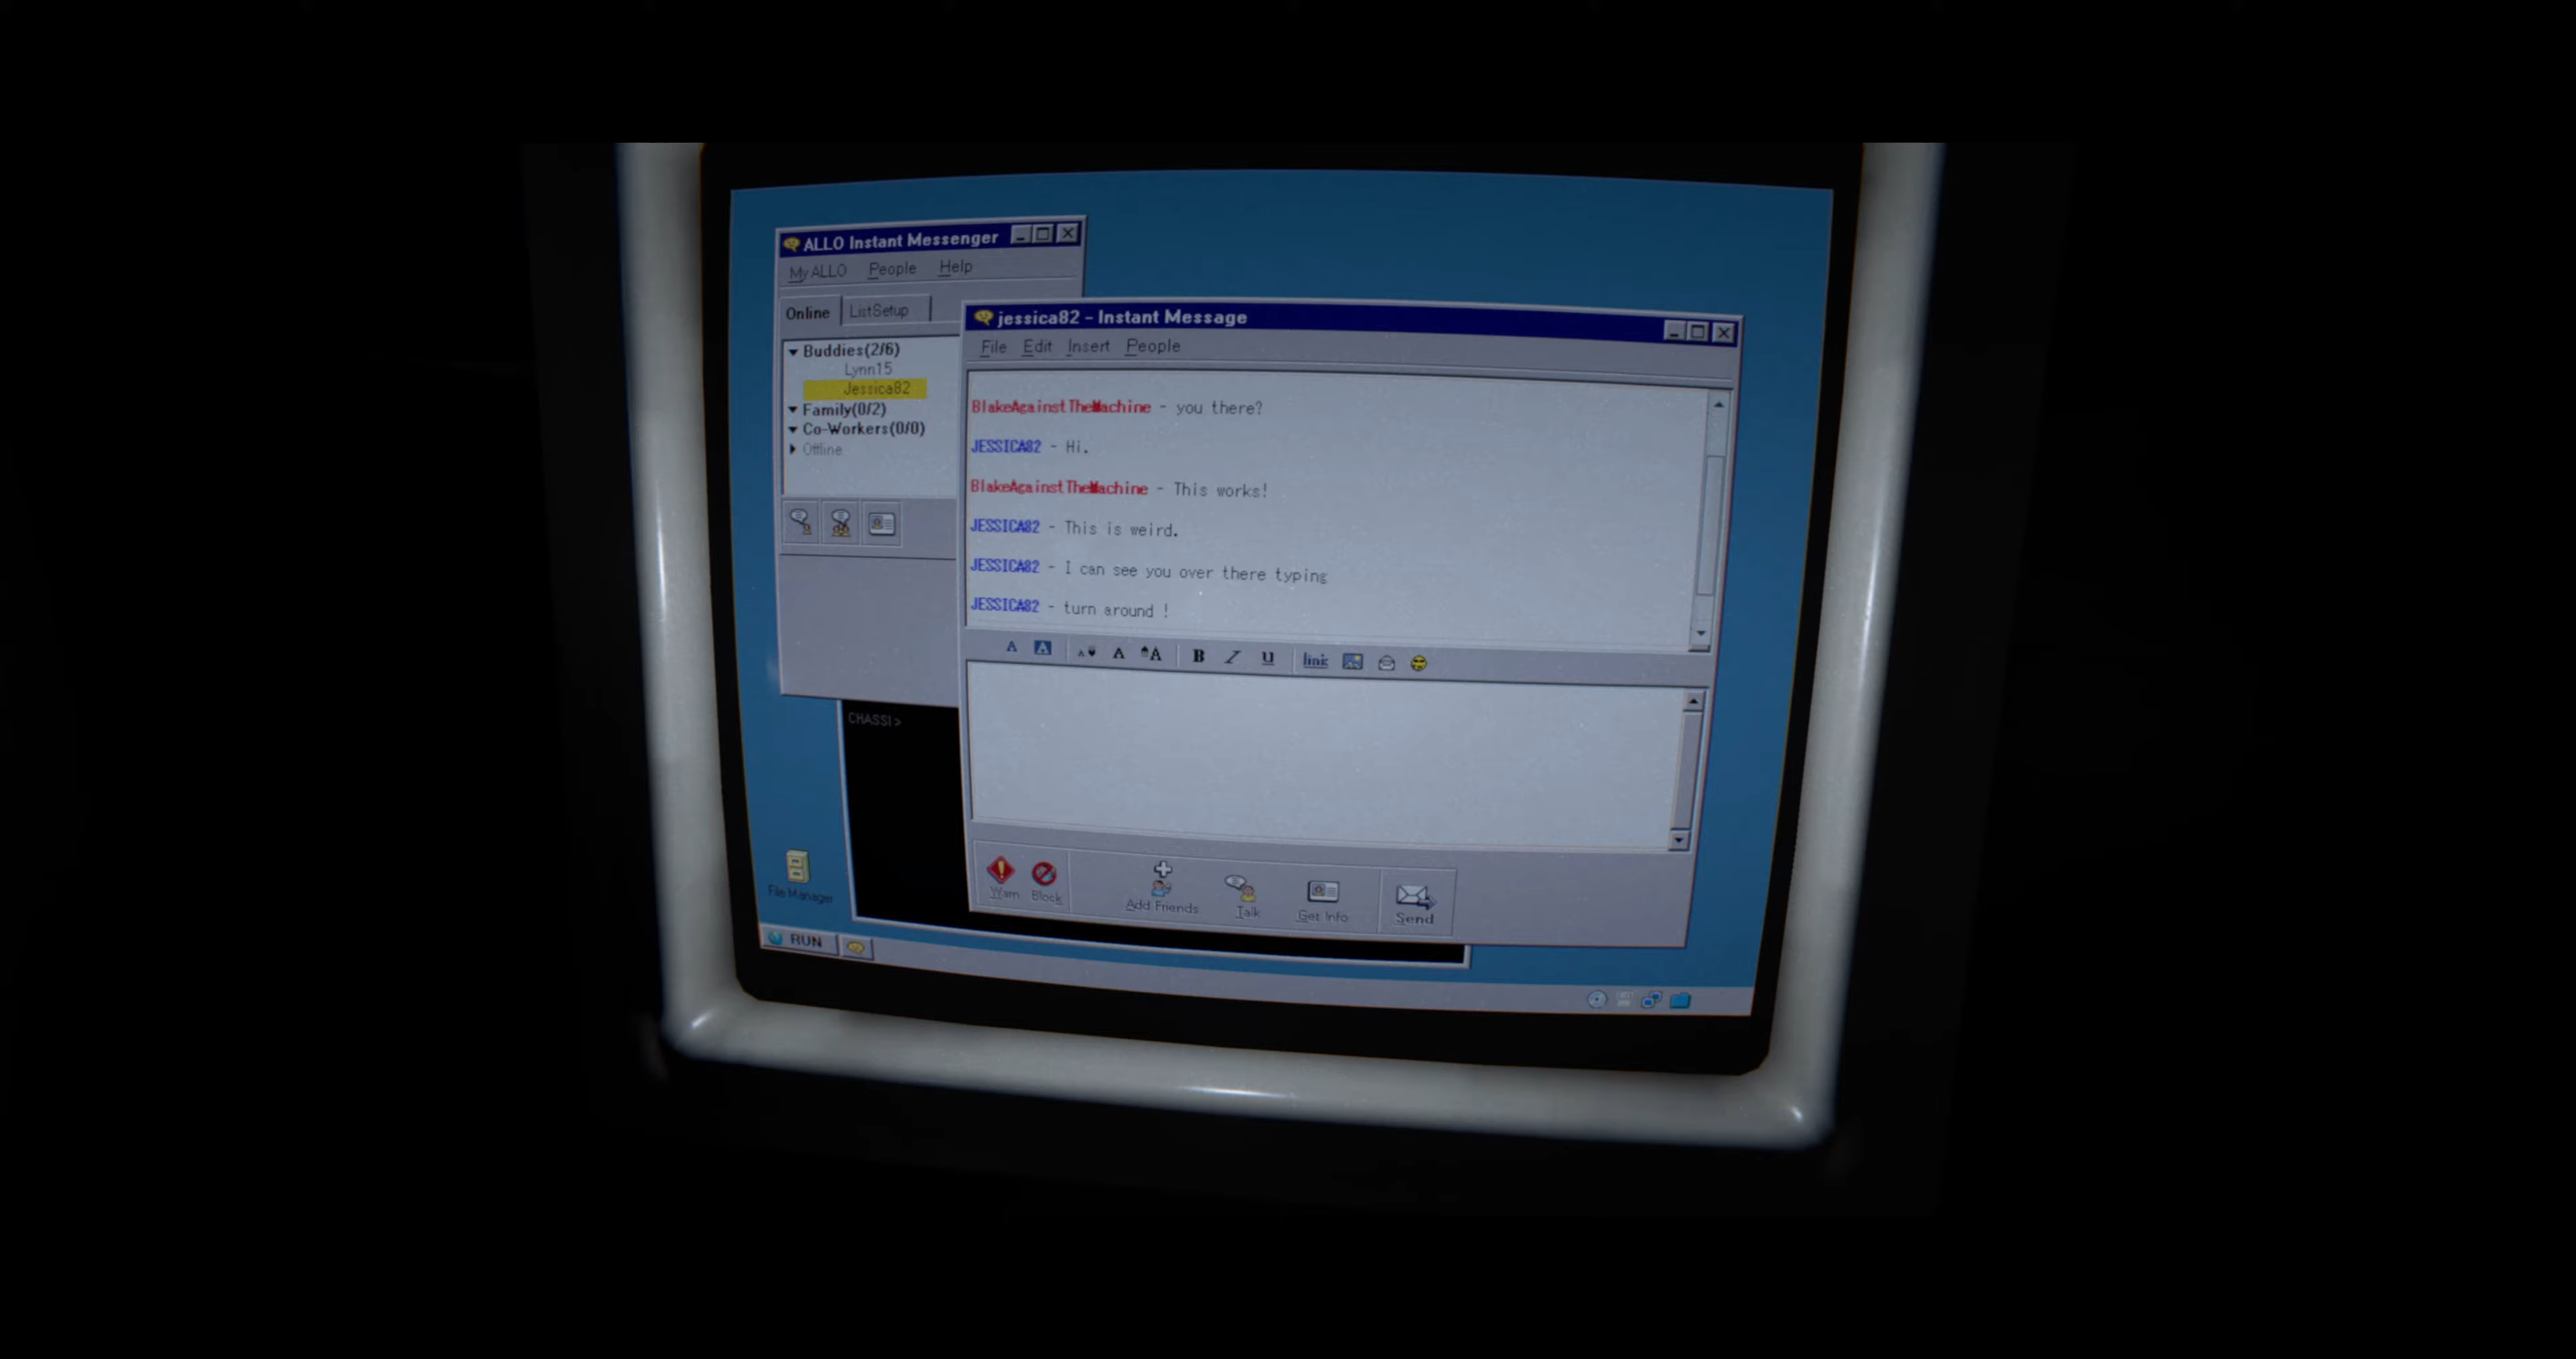 ALLO Instant Messenger
My ALLO People Help
Online ListSetup
Buddies(2/6)
Lynn15
Jessica82
Family(0/2)
Co-Workers(0/0)
Offline
jessica82 - Instant Message
File Edit Insert People
BlakeAgainstTheMachine - you there?
JESSICA82 - Hi.
BlakeAgainstTheMachine - This works!
JESSICA82 - This is weird.
JESSICA82 - I can see you over there typing
JESSICA82 - turn around !
A A A A A B I U link
Warn Block Add Friends Talk Get Info Send
CHASSI>
File Manager
RUN